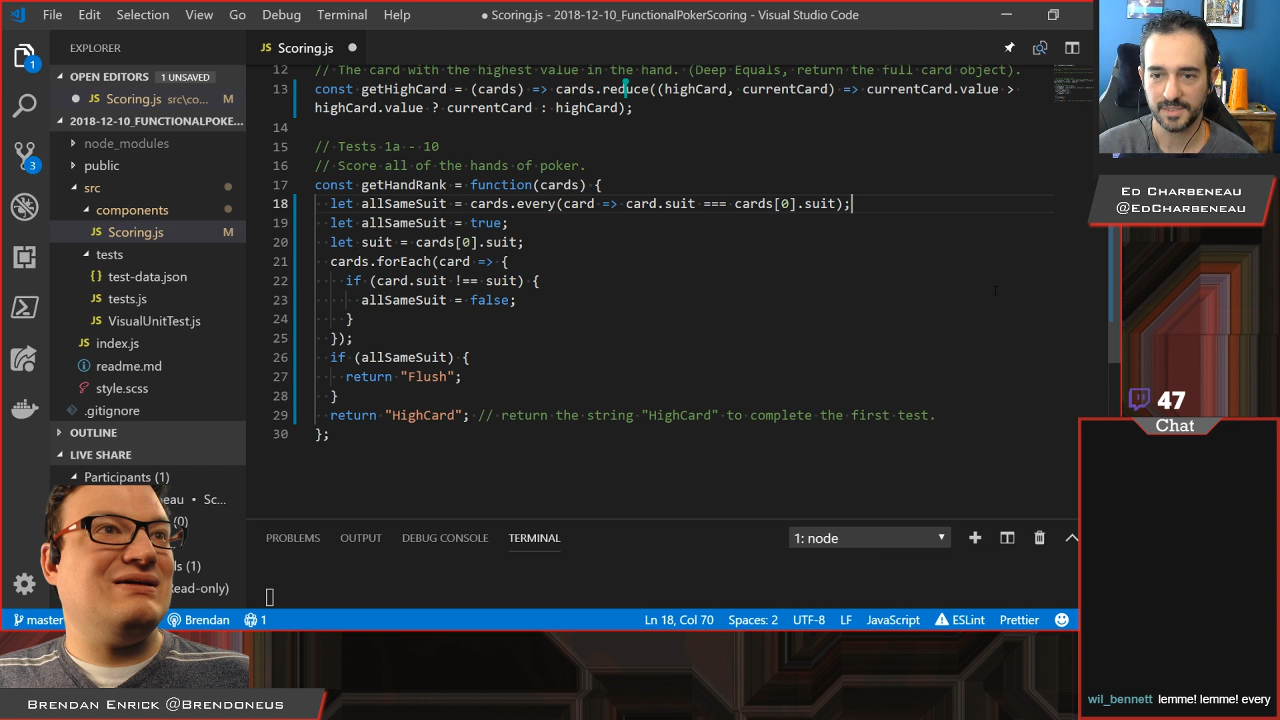 File Edit Selection View Go Debug Terminal Help
● Scoring.js - 2018-12-10_FunctionalPokerScoring - Visual Studio Code
EXPLORER
OPEN EDITORS 1 UNSAVED
Scoring.js src\co... M
2018-12-10_FUNCTIONALPOKE...
node_modules
public
src
components
Scoring.js M
tests
test-data.json
tests.js
VisualUnitTest.js
index.js
readme.md
style.scss
.gitignore
OUTLINE
LIVE SHARE
Participants (1)
eau • Sc...
(0)
ls (1)
Read-only)
1
3
JS Scoring.js
12 // The card with the highest value in the hand. (Deep Equals, return the full card object).
13 const getHighCard = (cards) => cards.reduce((highCard, currentCard) => currentCard.value >
highCard.value ? currentCard : highCard);
14
15 // Tests 1a - 10
16 // Score all of the hands of poker.
17 const getHandRank = function(cards) {
18 let allSameSuit = cards.every(card => card.suit === cards[0].suit);
19 let allSameSuit = true;
20 let suit = cards[0].suit;
21 cards.forEach(card => {
22 if (card.suit !== suit) {
23 allSameSuit = false;
24 }
25 });
26 if (allSameSuit) {
27 return "Flush";
28 }
29 return "HighCard"; // return the string "HighCard" to complete the first test.
30 };
PROBLEMS OUTPUT DEBUG CONSOLE TERMINAL
1: node
master Brendan 1 Ln 18, Col 70 Spaces: 2 UTF-8 LF JavaScript ESLint Prettier
ED CHARBENEAU
@EDCHARBENEAU
47
Chat
wil_bennett lemme! lemme! every
BRENDAN ENRICK @BRENDONEUS